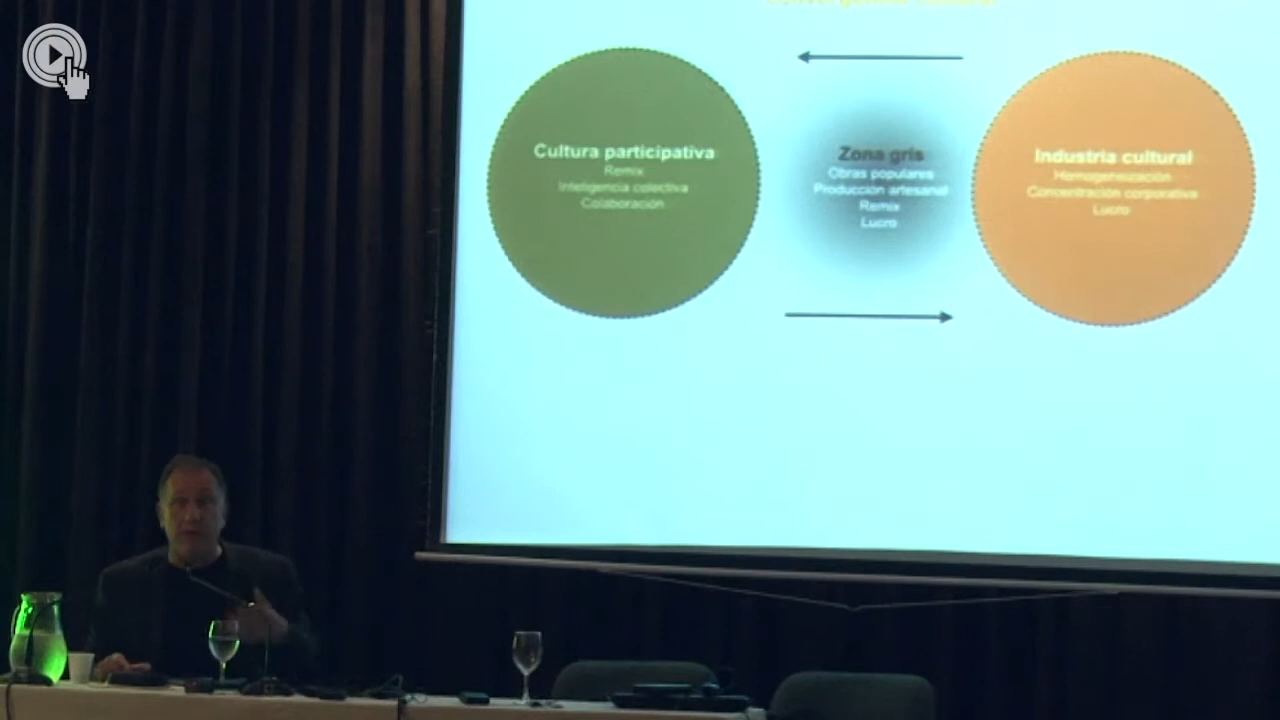 Cultura participativa
Remix
Inteligencia colectiva
Colaboración
Zona gris
Obras populares
Producción artesanal
Remix
Lucro
Industria cultural
Homogeneización
Concentración corporativa
Lucro